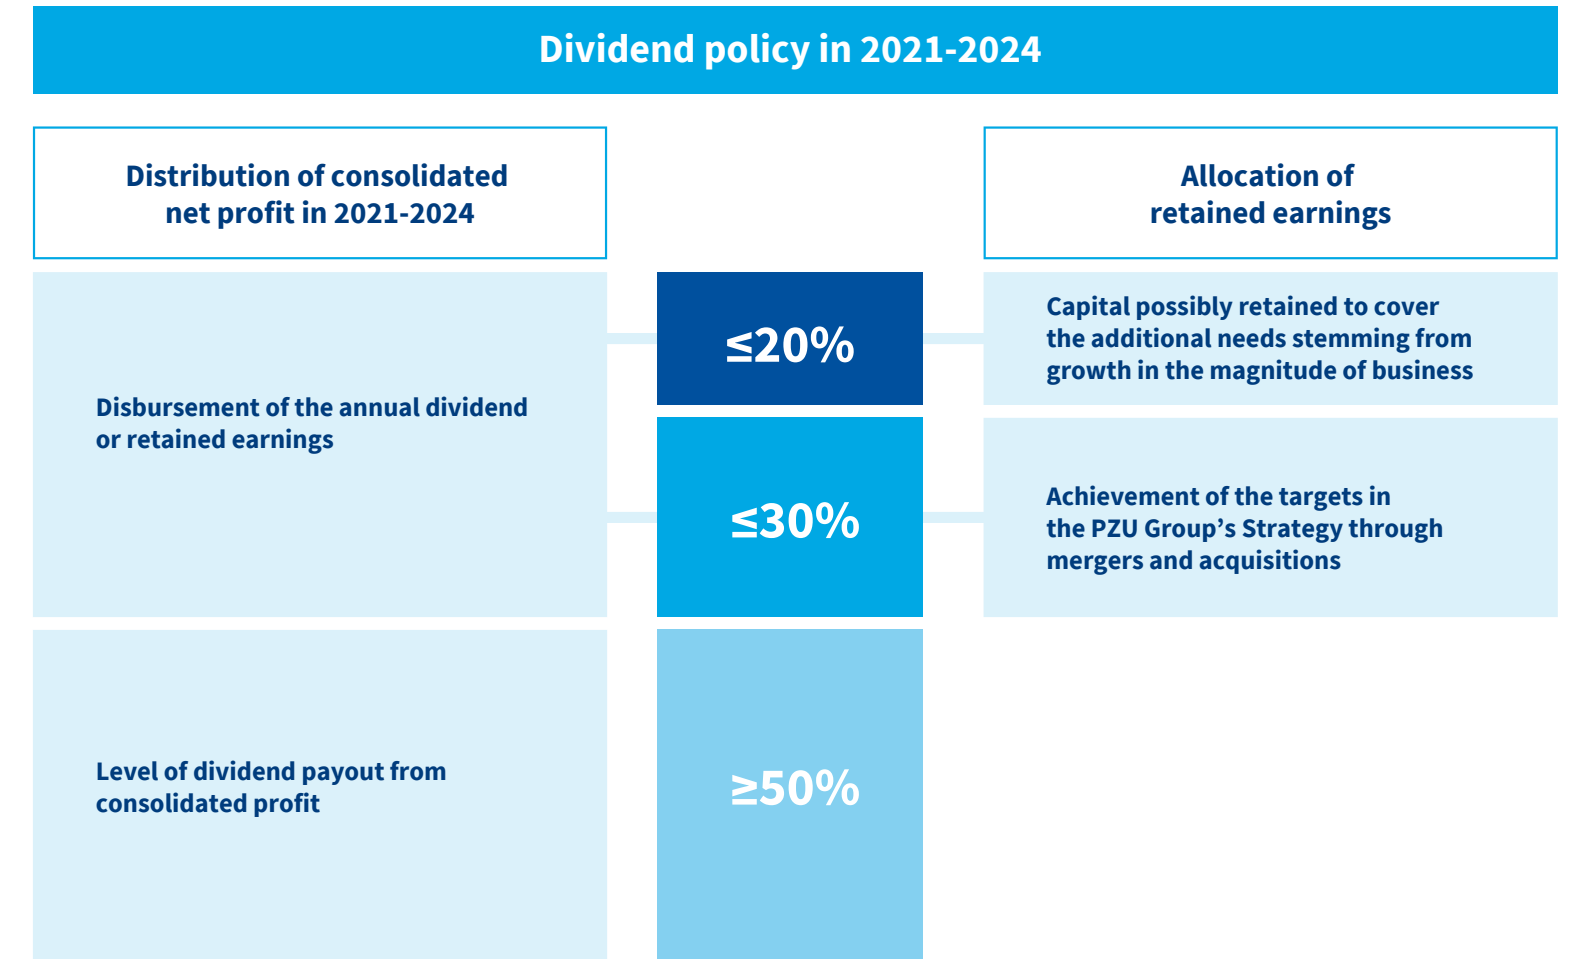 Dividend policy in 2021-2024
Distribution of consolidated
net profit in 2021-2024
Allocation of
retained earnings
Disbursement of the annual dividend
or retained earnings
≤20%
Capital possibly retained to cover
the additional needs stemming from
growth in the magnitude of business
≤30%
Achievement of the targets in
the PZU Group’s Strategy through
mergers and acquisitions
Level of dividend payout from
consolidated profit
≥50%